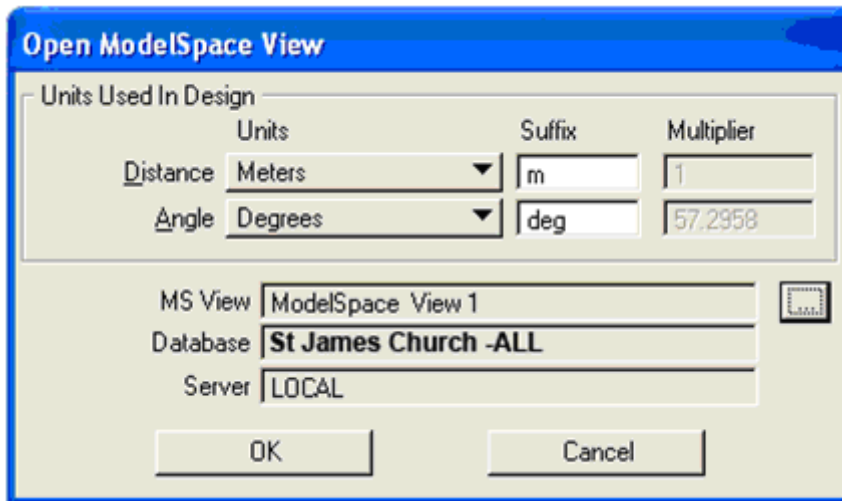 Open ModelSpace View
Units Used In Design
Units Suffix Multiplier
Distance Meters m 1
Angle Degrees deg 57.2958
MS View ModelSpace View 1 ...
Database St James Church -ALL
Server LOCAL
OK Cancel